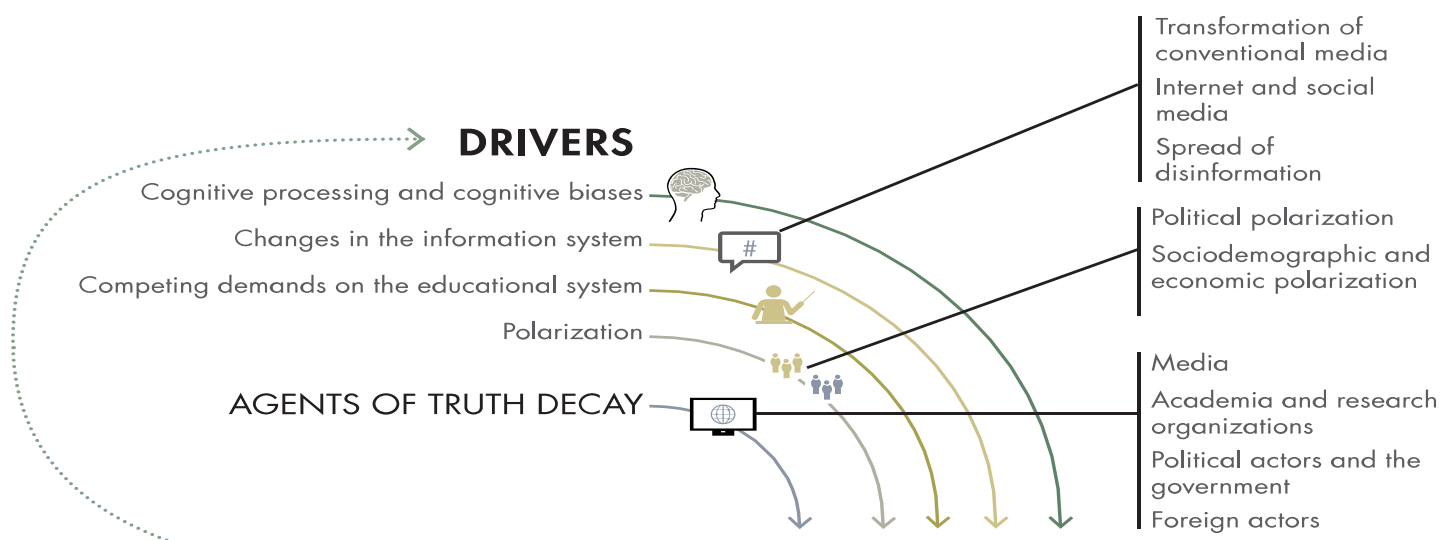 DRIVERS
Cognitive processing and cognitive biases
Changes in the information system
#
Competing demands on the educational system
Polarization
AGENTS OF TRUTH DECAY
Transformation of
conventional media
Internet and social
media
Spread of
disinformation
Political polarization
Sociodemographic and
economic polarization
Media
Academia and research
organizations
Political actors and the
government
Foreign actors